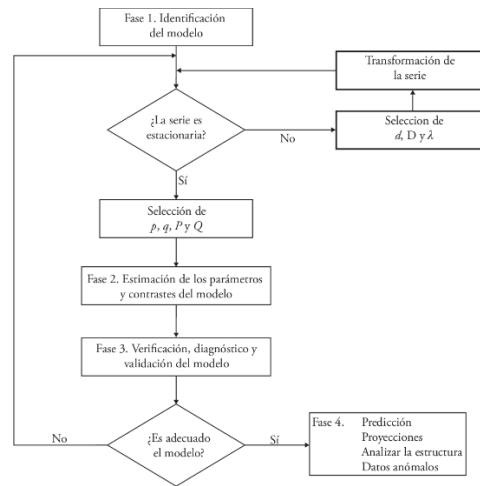 Fase 1. Identificación
del modelo
Transformación de
la serie
¿La serie es
estacionaria?
No
Seleccion de
d, D y λ
Sí
Selección de
p, q, P y Q
Fase 2. Estimación de los parámetros
y contrastes del modelo
Fase 3. Verificación, diagnóstico y
validación del modelo
No
¿Es adecuado
el modelo?
Sí
Fase 4. Predicción
Proyecciones
Analizar la estructura
Datos anómalos